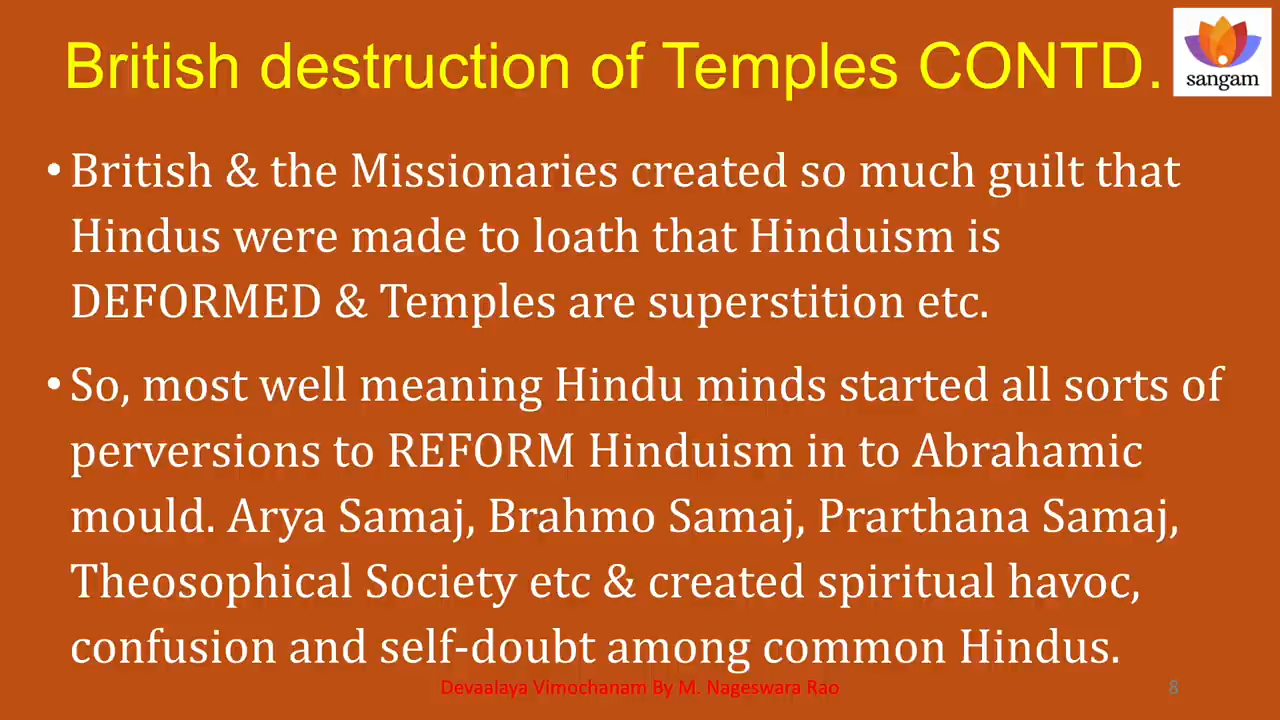 British destruction of Temples CONTD.
sangam
• British & the Missionaries created so much guilt that
Hindus were made to loath that Hinduism is
DEFORMED & Temples are superstition etc.
• So, most well meaning Hindu minds started all sorts of
perversions to REFORM Hinduism in to Abrahamic
mould. Arya Samaj, Brahmo Samaj, Prarthana Samaj,
Theosophical Society etc & created spiritual havoc,
confusion and self-doubt among common Hindus.
Devaalaya Vimochanam By M. Nageswara Rao
8